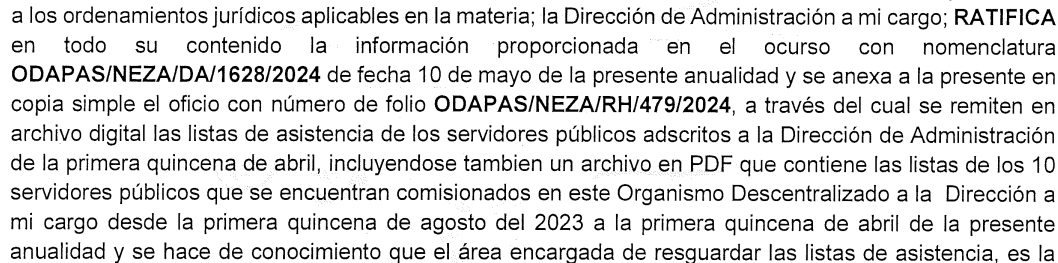 a los ordenamientos jurídicos aplicables en la materia; la Dirección de Administración a mi cargo; RATIFICA
en todo su contenido la información proporcionada en el ocurso con nomenclatura
ODAPAS/NEZA/DA/1628/2024 de fecha 10 de mayo de la presente anualidad y se anexa a la presente en
copia simple el oficio con número de folio ODAPAS/NEZA/RH/479/2024, a través del cual se remiten en
archivo digital las listas de asistencia de los servidores públicos adscritos a la Dirección de Administración
de la primera quincena de abril, incluyendose tambien un archivo en PDF que contiene las listas de los 10
servidores públicos que se encuentran comisionados en este Organismo Descentralizado a la Dirección a
mi cargo desde la primera quincena de agosto del 2023 a la primera quincena de abril de la presente
anualidad y se hace de conocimiento que el área encargada de resguardar las listas de asistencia, es la